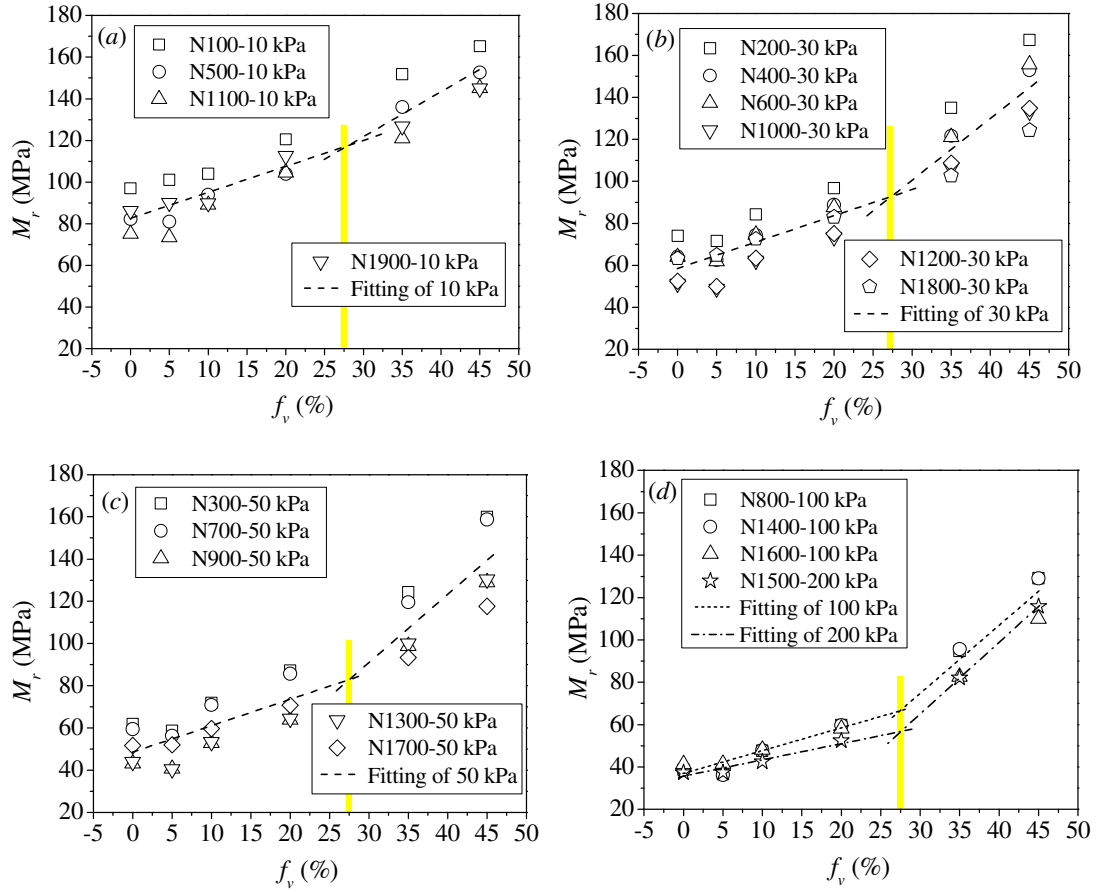 (a)
N100-10 kPa
N500-10 kPa
N1100-10 kPa
N1900-10 kPa
Fitting of 10 kPa
180
160
140
120
100
80
60
40
20
M_r (MPa)
-5 0 5 10 15 20 25 30 35 40 45 50
f_v (%)
(b)
N200-30 kPa
N400-30 kPa
N600-30 kPa
N1000-30 kPa
N1200-30 kPa
N1800-30 kPa
Fitting of 30 kPa
180
160
140
120
100
80
60
40
20
M_r (MPa)
-5 0 5 10 15 20 25 30 35 40 45 50
f_v (%)
(c)
N300-50 kPa
N700-50 kPa
N900-50 kPa
N1300-50 kPa
N1700-50 kPa
Fitting of 50 kPa
180
160
140
120
100
80
60
40
20
M_r (MPa)
-5 0 5 10 15 20 25 30 35 40 45 50
f_v (%)
(d)
N800-100 kPa
N1400-100 kPa
N1600-100 kPa
N1500-200 kPa
Fitting of 100 kPa
Fitting of 200 kPa
180
160
140
120
100
80
60
40
20
M_r (MPa)
-5 0 5 10 15 20 25 30 35 40 45 50
f_v (%)